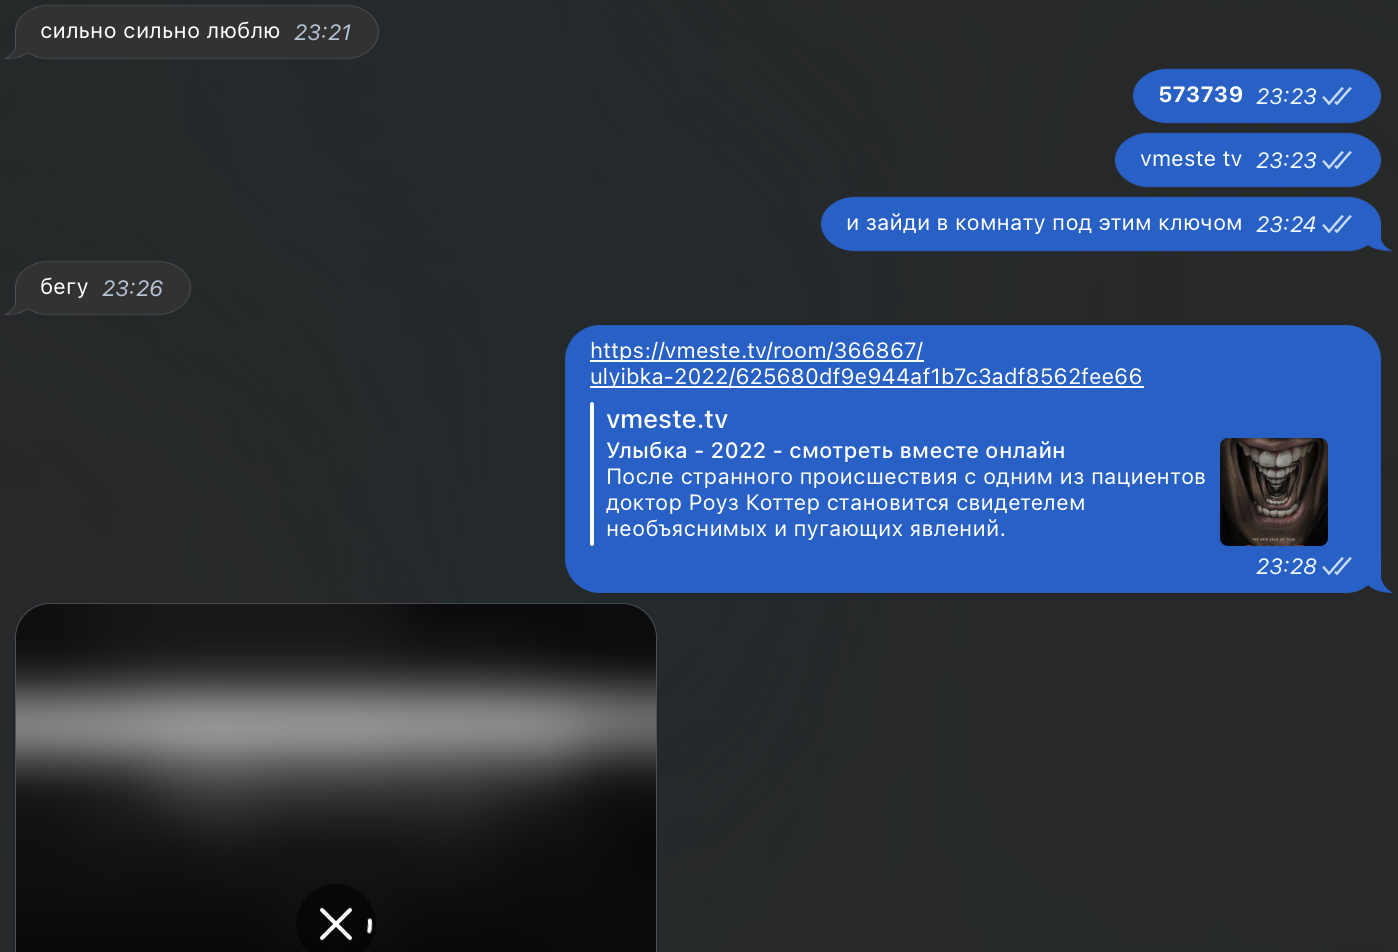 сильно сильно люблю 23:21
573739 23:23
vmeste tv 23:23
и зайди в комнату под этим ключом 23:24
бегу 23:26
https://vmeste.tv/room/366867/
ulyibka-2022/625680df9e944af1b7c3adf8562fee66
vmeste.tv
Улыбка - 2022 - смотреть вместе онлайн
После странного происшествия с одним из пациентов
доктор Роуз Коттер становится свидетелем
необъяснимых и пугающих явлений.
23:28